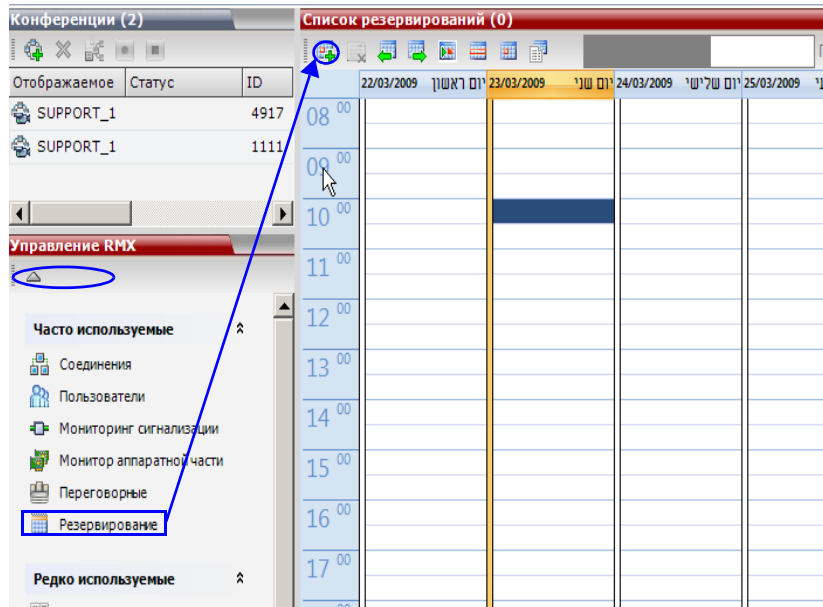 Конференции (2)
Отображаемое Статус ID
SUPPORT_1 4917
SUPPORT_1 1111
Управление RMX
Часто используемые
Соединения
Пользователи
Мониторинг сигнализации
Монитор аппаратной части
Переговорные
Резервирование
Редко используемые
Список резервирований (0)
22/03/2009 יום ראשון 23/03/2009 יום שני 24/03/2009 יום שלישי 25/03/2009
08 00
09 00
10 00
11 00
12 00
13 00
14 00
15 00
16 00
17 00